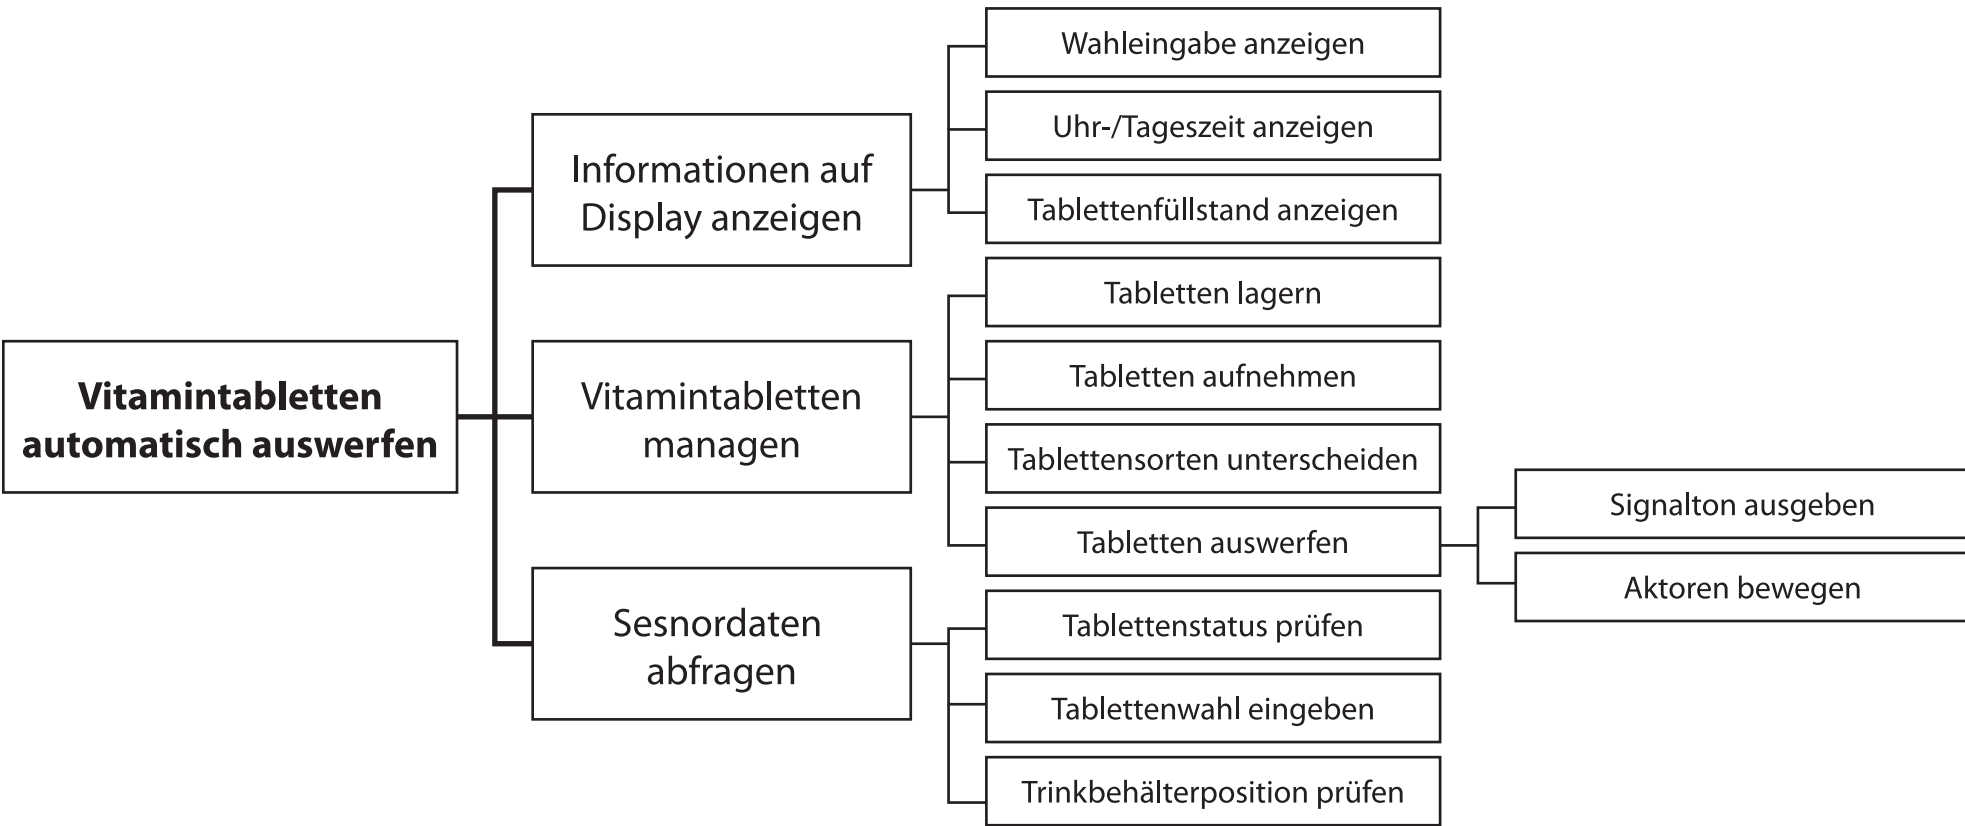 Vitamintabletten
automatisch auswerfen
Informationen auf
Display anzeigen
Wahleingabe anzeigen
Uhr-/Tageszeit anzeigen
Tablettenfüllstand anzeigen
Vitamintabletten
managen
Tabletten lagern
Tabletten aufnehmen
Tablettensorten unterscheiden
Tabletten auswerfen
Signalton ausgeben
Aktoren bewegen
Sesnordaten
abfragen
Tablettenstatus prüfen
Tablettenwahl eingeben
Trinkbehälterposition prüfen